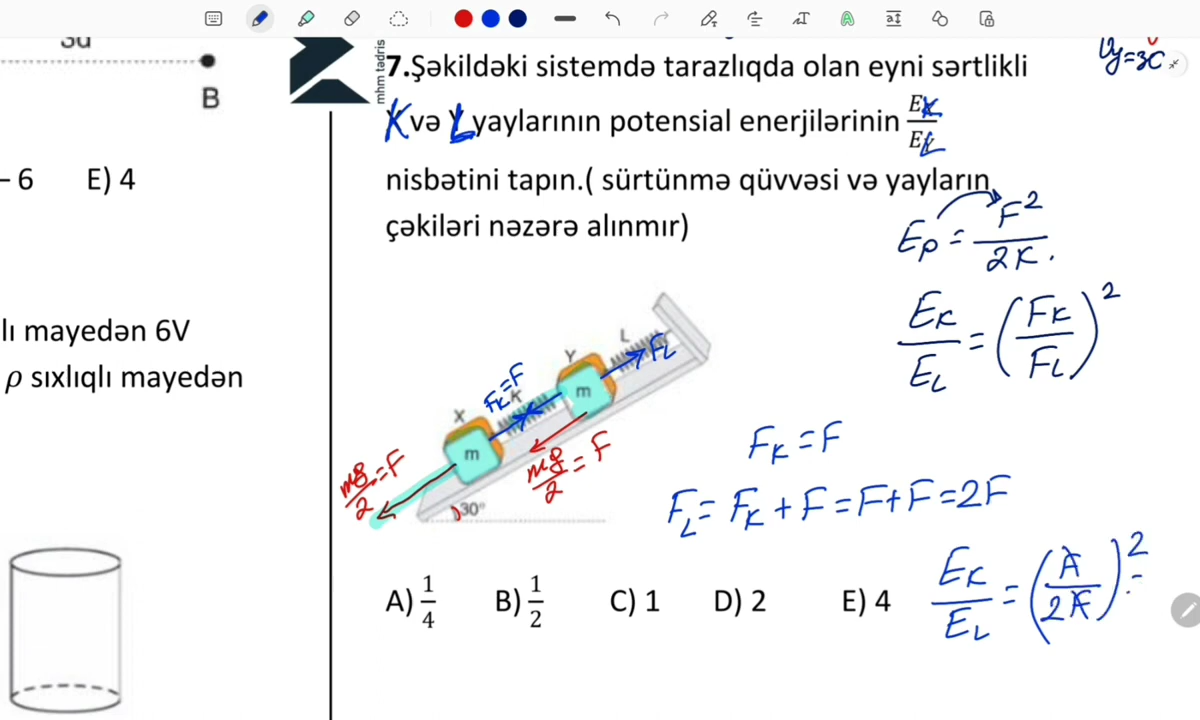 B
– 6 E) 4
lı mayedən 6V
ρ sıxlıqlı mayedən
mhm tədris
7.Şəkildəki sistemdə tarazlıqda olan eyni sərtlikli
K və L yaylarının potensial enerjilərinin EK/EL
nisbətini tapın.( sürtünmə qüvvəsi və yayların
çəkiləri nəzərə alınmır)
Ep = F²/2K.
EK/EL = (FK/FL)²
L
FL
Y
m
FK=F
K
X
m
mg/2 = F
mg/2 = F
30°
FK = F
FL = FK + F = F + F = 2F
EK/EL = (F/2F)² =
A) 1/4 B) 1/2 C) 1 D) 2 E) 4